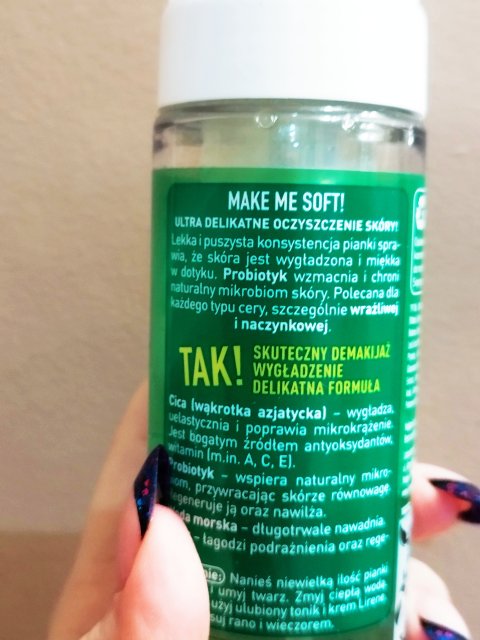 MAKE ME SOFT!
ULTRA DELIKATNE OCZYSZCZENIE SKÓRY!
Lekka i puszysta konsystencja pianki spra-
wia, że skóra jest wygładzona i miękka
w dotyku. Probiotyk wzmacnia i chroni
naturalny mikrobiom skóry. Polecana dla
każdego typu cery, szczególnie wrażliwej
i naczynkowej.
TAK! SKUTECZNY DEMAKIJAŻ
WYGŁADZENIE
DELIKATNA FORMUŁA
Cica (wąkrotka azjatycka) – wygładza,
uelastycznia i poprawia mikrokrążenie.
Jest bogatym źródłem antyoksydantów,
witamin (m.in. A, C, E).
Probiotyk – wspiera naturalny mikro-
biom, przywracając skórze równowagę.
Regeneruje ją oraz nawilża.
morska – długotrwale nawadnia.
– łagodzi podrażnienia oraz rege-
Nanieś niewielką ilość pianki
i umyj twarz. Zmyj ciepłą wodą
użyj ulubiony tonik i krem Lirene.
rano i wieczorem.